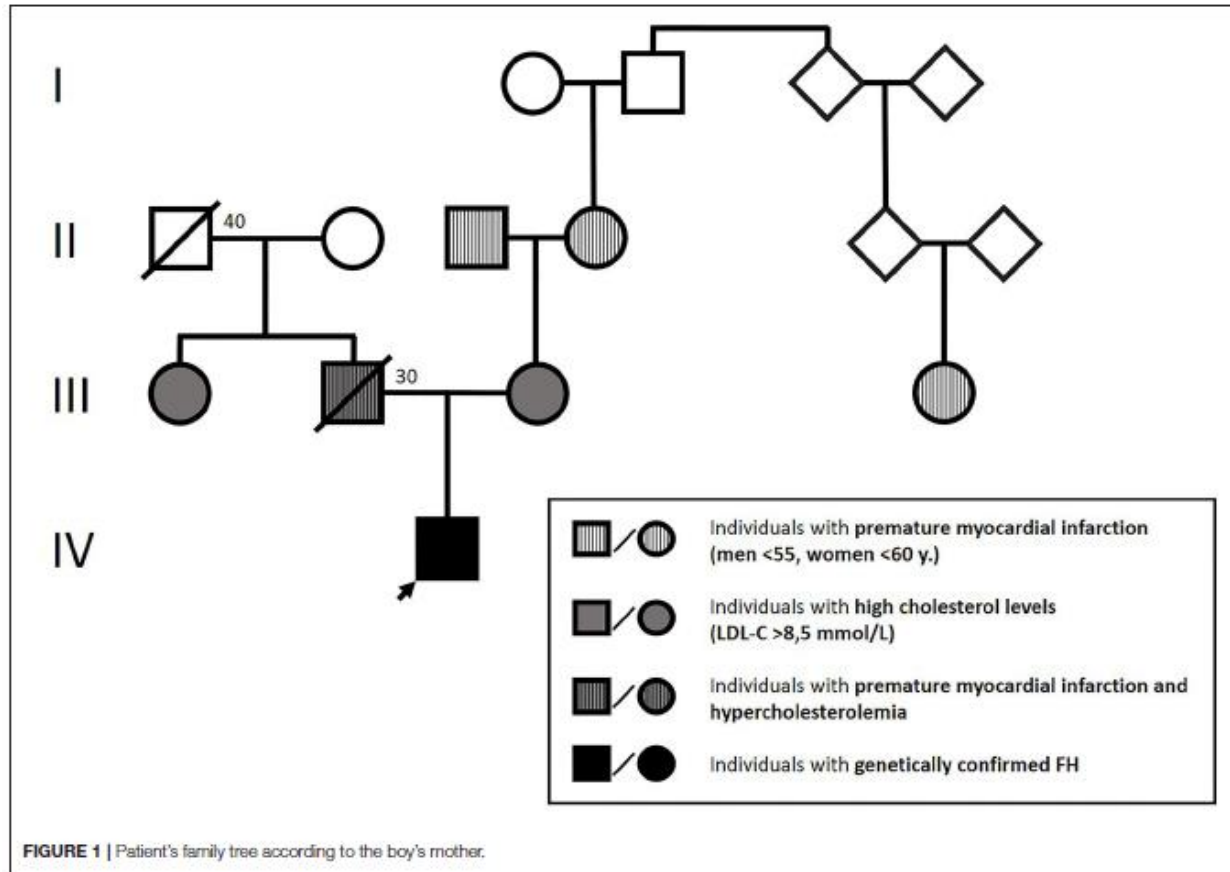 I
II
40
III
30
IV
Individuals with premature myocardial infarction
(men <55, women <60 y.)
Individuals with high cholesterol levels
(LDL-C >8,5 mmol/L)
Individuals with premature myocardial infarction and
hypercholesterolemia
Individuals with genetically confirmed FH
FIGURE 1 | Patient's family tree according to the boy's mother.